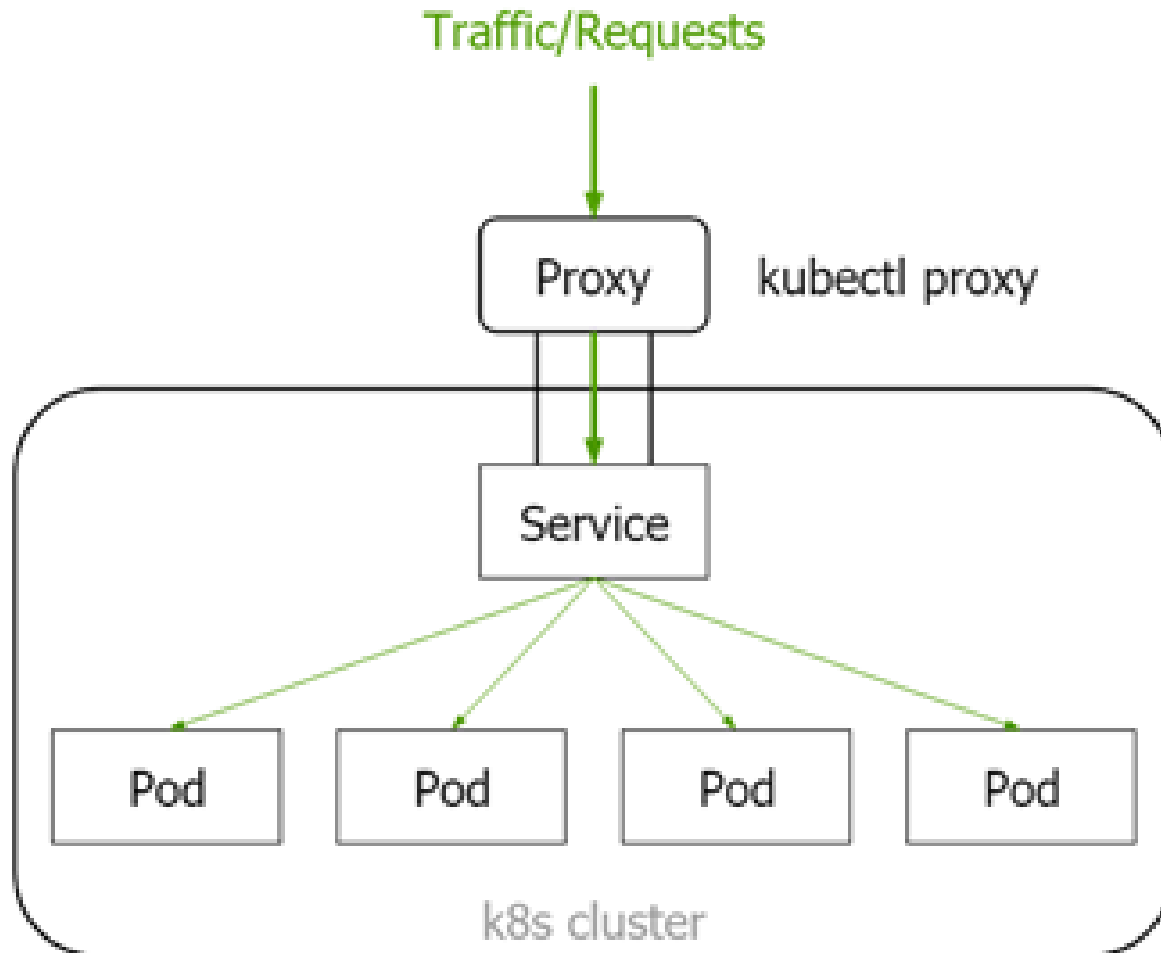 Traffic/Requests
Proxy
kubectl proxy
Service
Pod
Pod
Pod
Pod
k8s cluster